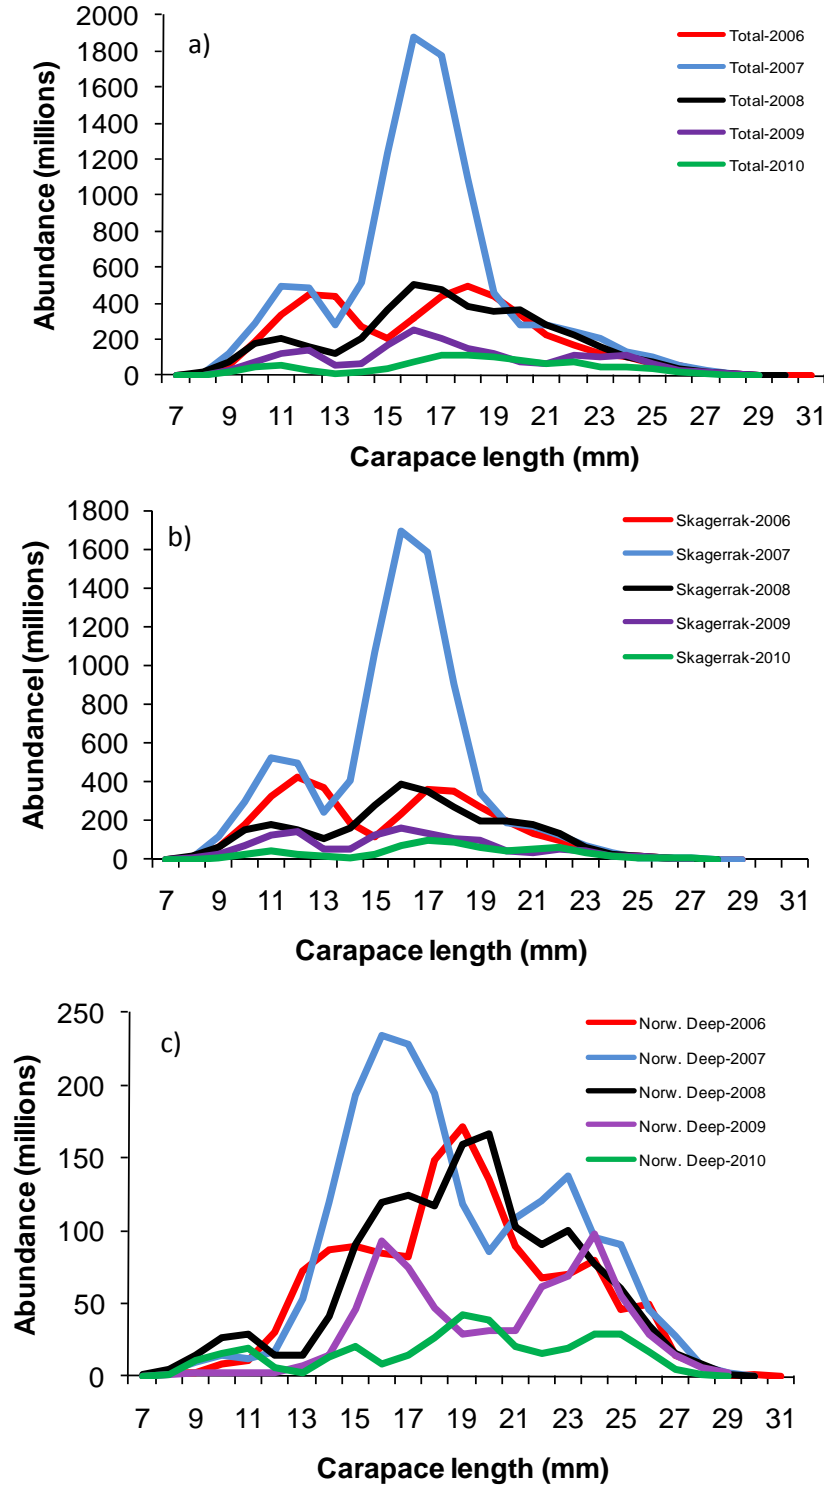 a)
2000
1800
1600
1400
1200
1000
800
600
400
200
0
Abundance (millions)
Total-2006
Total-2007
Total-2008
Total-2009
Total-2010
7 9 11 13 15 17 19 21 23 25 27 29 31
Carapace length (mm)
b)
1800
1600
1400
1200
1000
800
600
400
200
0
Abundancel (millions)
Skagerrak-2006
Skagerrak-2007
Skagerrak-2008
Skagerrak-2009
Skagerrak-2010
7 9 11 13 15 17 19 21 23 25 27 29 31
Carapace length (mm)
c)
250
200
150
100
50
0
Abundance (millions)
Norw. Deep-2006
Norw. Deep-2007
Norw. Deep-2008
Norw. Deep-2009
Norw. Deep-2010
7 9 11 13 15 17 19 21 23 25 27 29 31
Carapace length (mm)